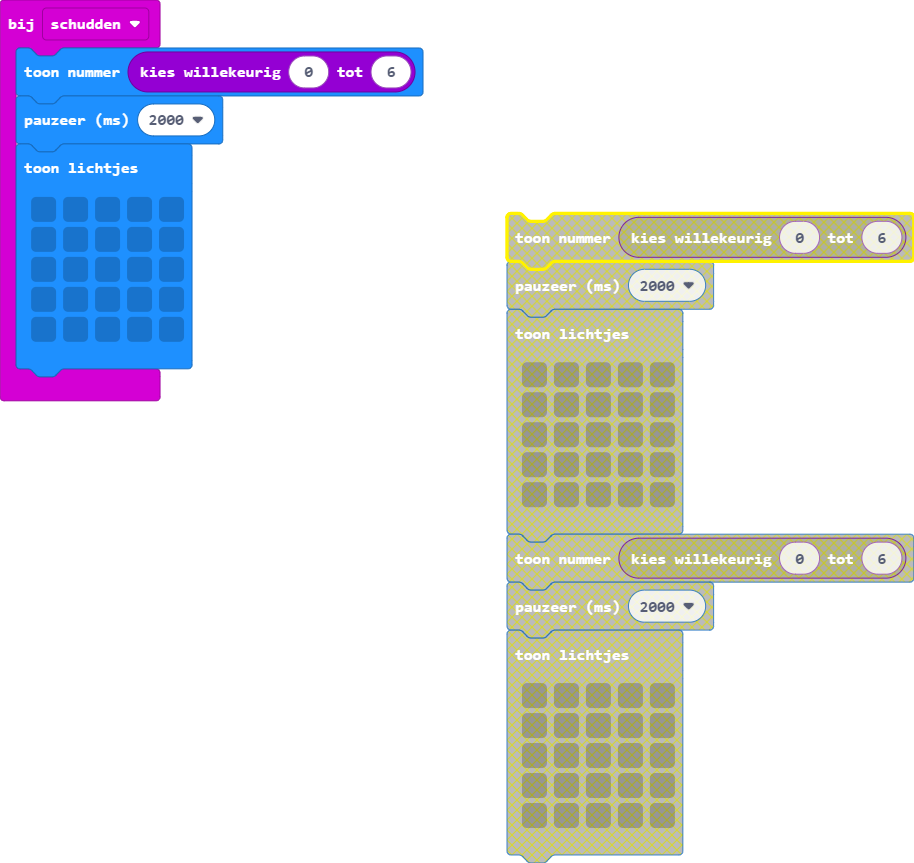 bij schudden
toon nummer kies willekeurig 0 tot 6
pauzeer (ms) 2000
toon lichtjes
toon nummer kies willekeurig 0 tot 6
pauzeer (ms) 2000
toon lichtjes
toon nummer kies willekeurig 0 tot 6
pauzeer (ms) 2000
toon lichtjes